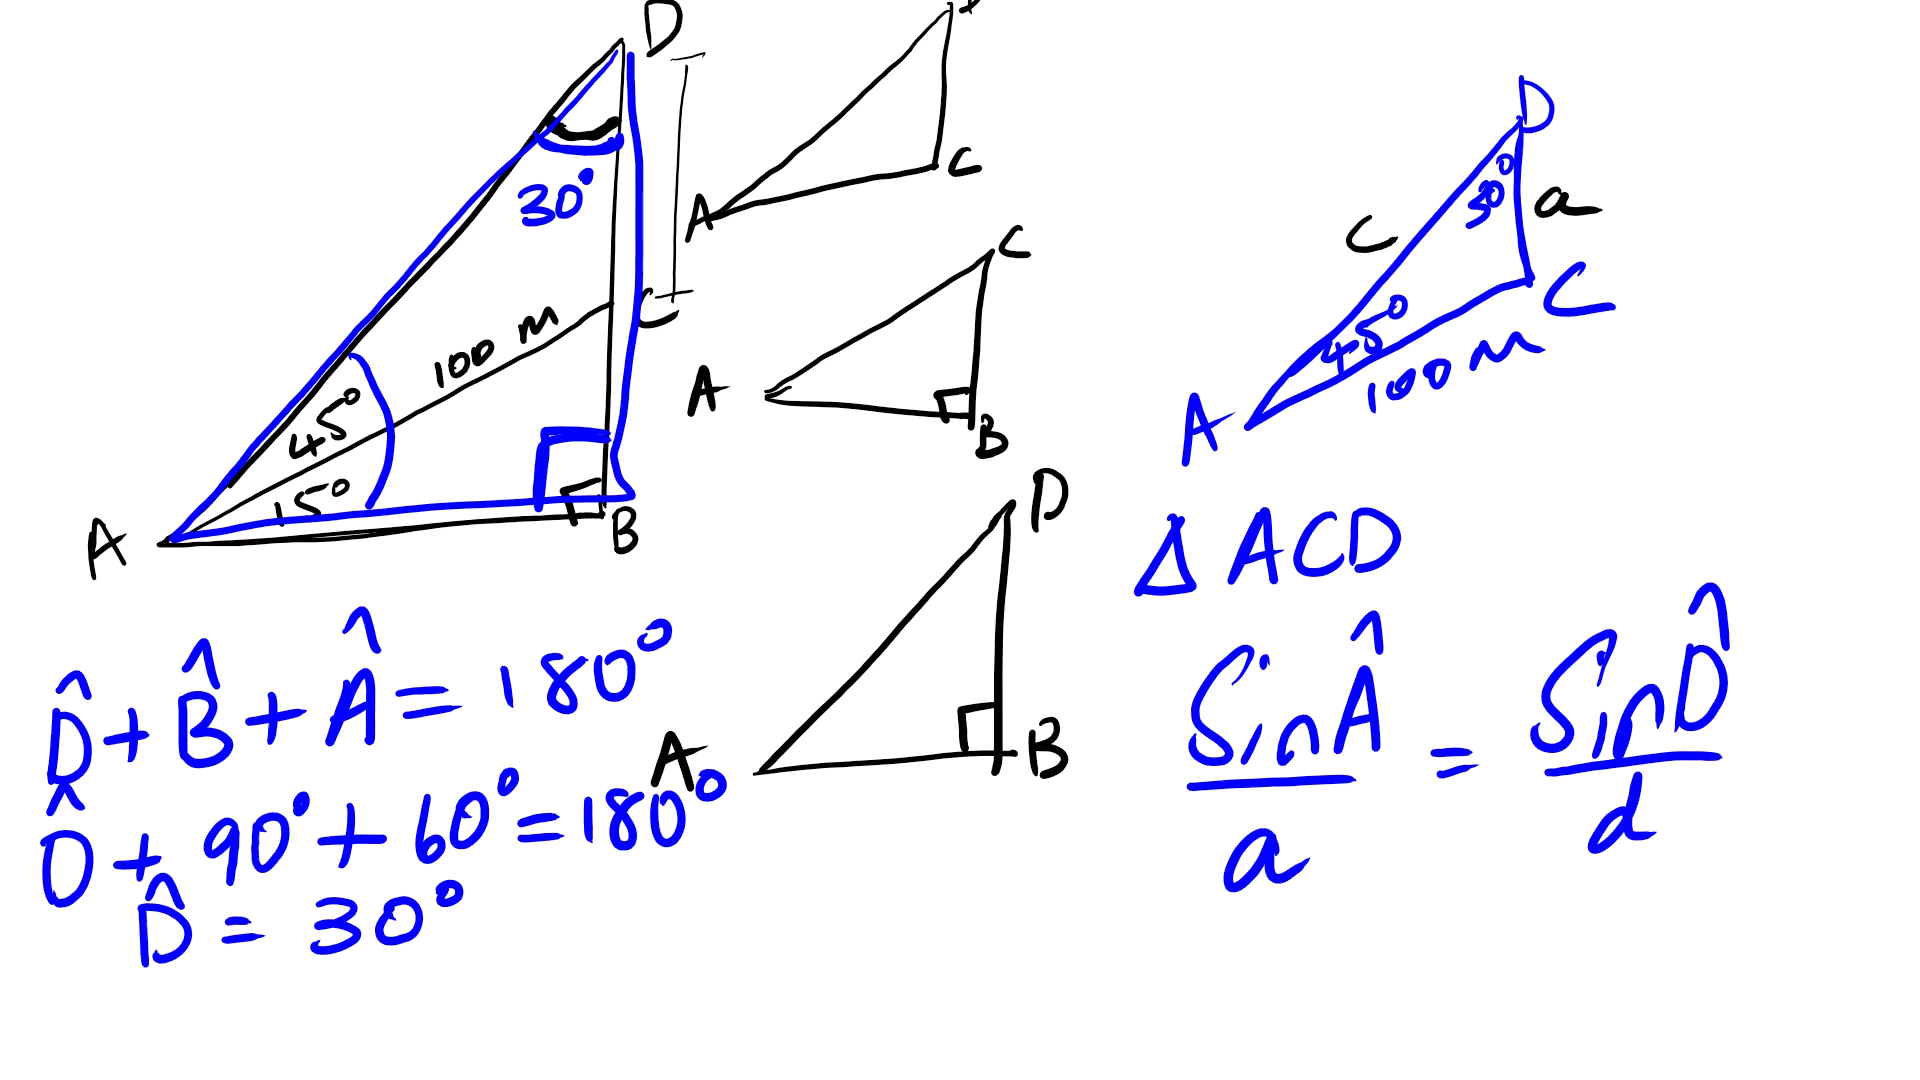 D
30°
C
100 m
45°
15°
A
B
A
C
A
C
B
D
A
B
D
30°
a
c
C
45°
100 m
A
D̂ + B̂ + Â = 180°
D̂ + 90° + 60° = 180°
D̂ = 30°
Δ ACD
Sin Â / a = Sin D̂ / d